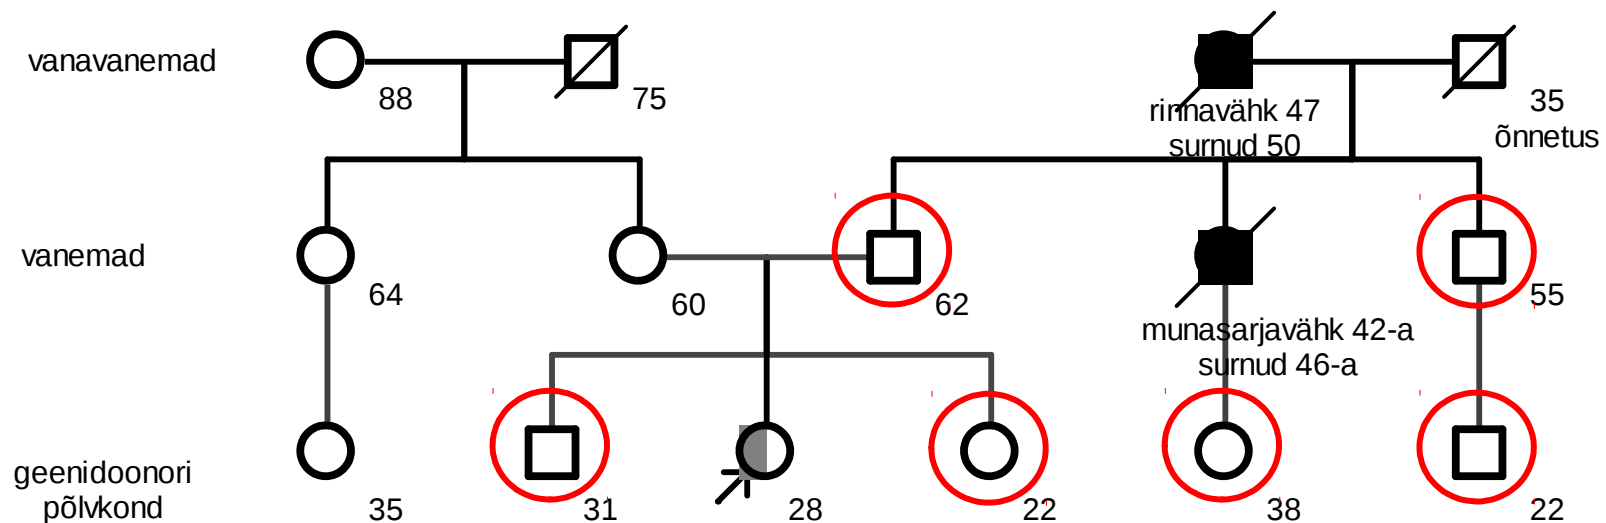 vanavanemad
88
75
rinnavähk 47
surnud 50
35
õnnetus
vanemad
64
60
62
munasarjavähk 42-a
surnud 46-a
55
geenidoonori
põlvkond
35
31
28
22
38
22